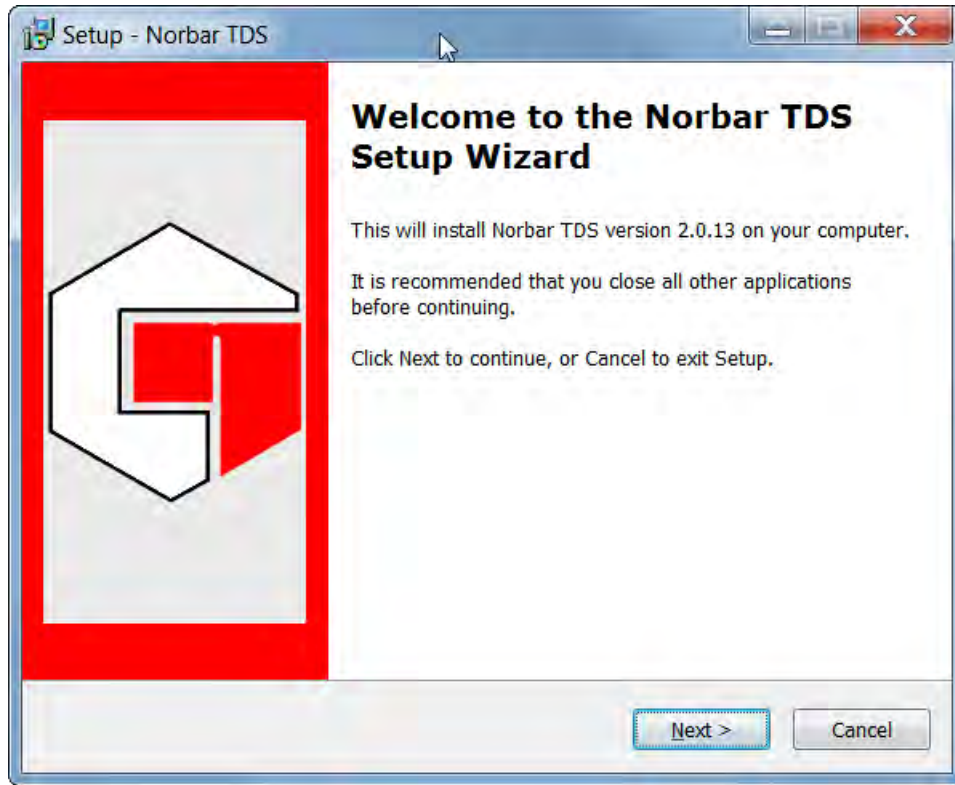 Setup - Norbar TDS
Welcome to the Norbar TDS
Setup Wizard
This will install Norbar TDS version 2.0.13 on your computer.
It is recommended that you close all other applications
before continuing.
Click Next to continue, or Cancel to exit Setup.
Next >
Cancel